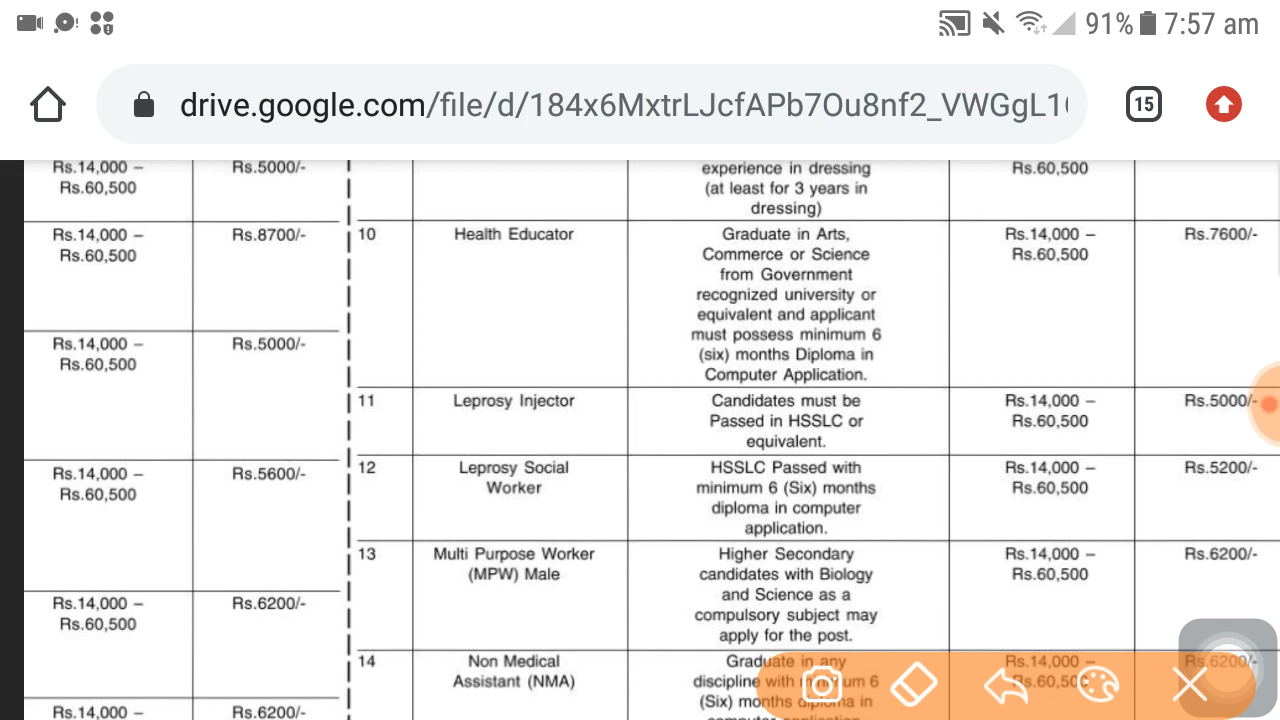 91% 7:57 am
drive.google.com/file/d/184x6MxtrLJcfAPb7Ou8nf2_VWGgL1
15
Rs.14,000 –
Rs.60,500
Rs.5000/-
Rs.14,000 –
Rs.60,500
Rs.8700/-
Rs.14,000 –
Rs.60,500
Rs.5000/-
Rs.14,000 –
Rs.60,500
Rs.5600/-
Rs.14,000 –
Rs.60,500
Rs.6200/-
Rs.14,000 –
Rs.6200/-
experience in dressing
(at least for 3 years in
dressing)
Rs.60,500
10
Health Educator
Graduate in Arts,
Commerce or Science
from Government
recognized university or
equivalent and applicant
must possess minimum 6
(six) months Diploma in
Computer Application.
Rs.14,000 –
Rs.60,500
Rs.7600/-
11
Leprosy Injector
Candidates must be
Passed in HSSLC or
equivalent.
Rs.14,000 –
Rs.60,500
Rs.5000/-
12
Leprosy Social
Worker
HSSLC Passed with
minimum 6 (Six) months
diploma in computer
application.
Rs.14,000 –
Rs.60,500
Rs.5200/-
13
Multi Purpose Worker
(MPW) Male
Higher Secondary
candidates with Biology
and Science as a
compulsory subject may
apply for the post.
Rs.14,000 –
Rs.60,500
Rs.6200/-
14
Non Medical
Assistant (NMA)
Graduate in any
discipline with minimum 6
(Six) months diploma in
computer application
Rs.14,000 –
Rs.60,500
Rs.6200/-